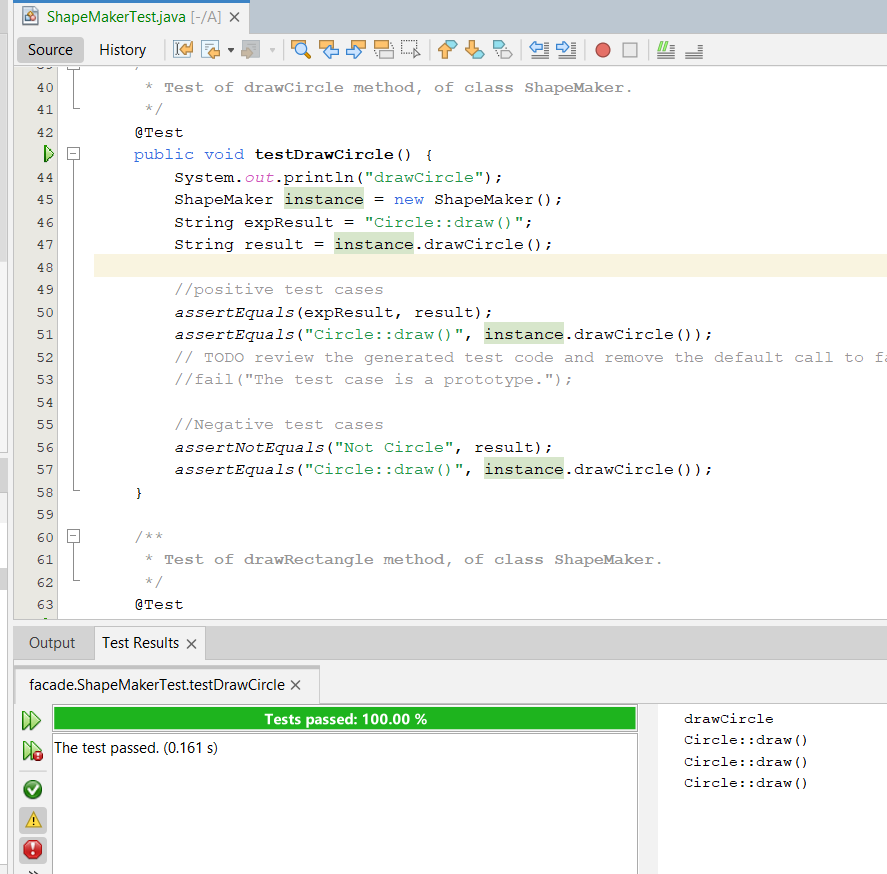 ShapeMakerTest.java [-/A]
Source History
40 * Test of drawCircle method, of class ShapeMaker.
41 */
42 @Test
public void testDrawCircle() {
44 System.out.println("drawCircle");
45 ShapeMaker instance = new ShapeMaker();
46 String expResult = "Circle::draw()";
47 String result = instance.drawCircle();
48
49 //positive test cases
50 assertEquals(expResult, result);
51 assertEquals("Circle::draw()", instance.drawCircle());
52 // TODO review the generated test code and remove the default call to fa
53 //fail("The test case is a prototype.");
54
55 //Negative test cases
56 assertNotEquals("Not Circle", result);
57 assertEquals("Circle::draw()", instance.drawCircle());
58 }
59
60 /**
61 * Test of drawRectangle method, of class ShapeMaker.
62 */
63 @Test
Output Test Results
facade.ShapeMakerTest.testDrawCircle
Tests passed: 100.00 %
The test passed. (0.161 s)
drawCircle
Circle::draw()
Circle::draw()
Circle::draw()